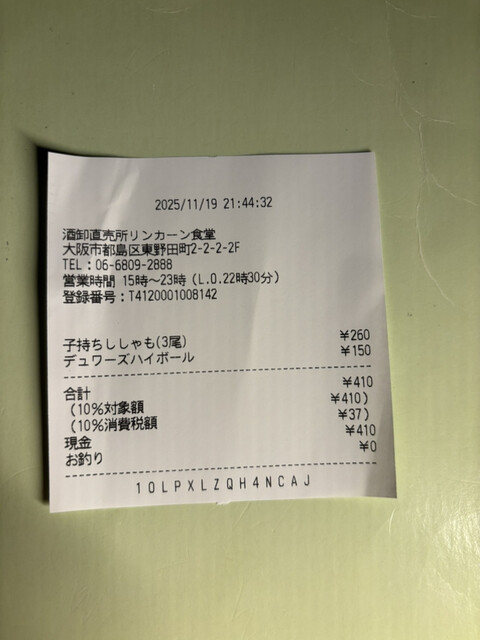 2025/11/19 21:44:32
酒卸直売所リンカーン食堂
大阪市都島区東野田町2-2-2-2F
TEL：06-6809-2888
営業時間 15時～23時 (L.O.22時30分)
登録番号：T4120001008142
子持ちししゃも(3尾) ¥260
デュワーズハイボール ¥150
合計 ¥410
(10%対象額 ¥410)
(10%消費税額 ¥37)
現金 ¥410
お釣り ¥0
1OLPXLZQH4NCAJ